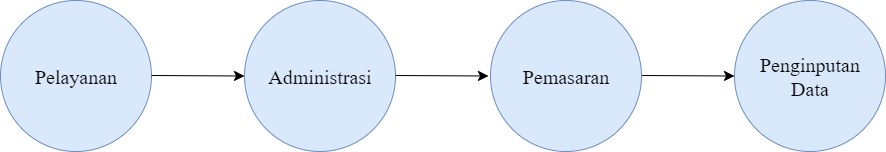 Pelayanan
Administrasi
Pemasaran
Penginputan
Data